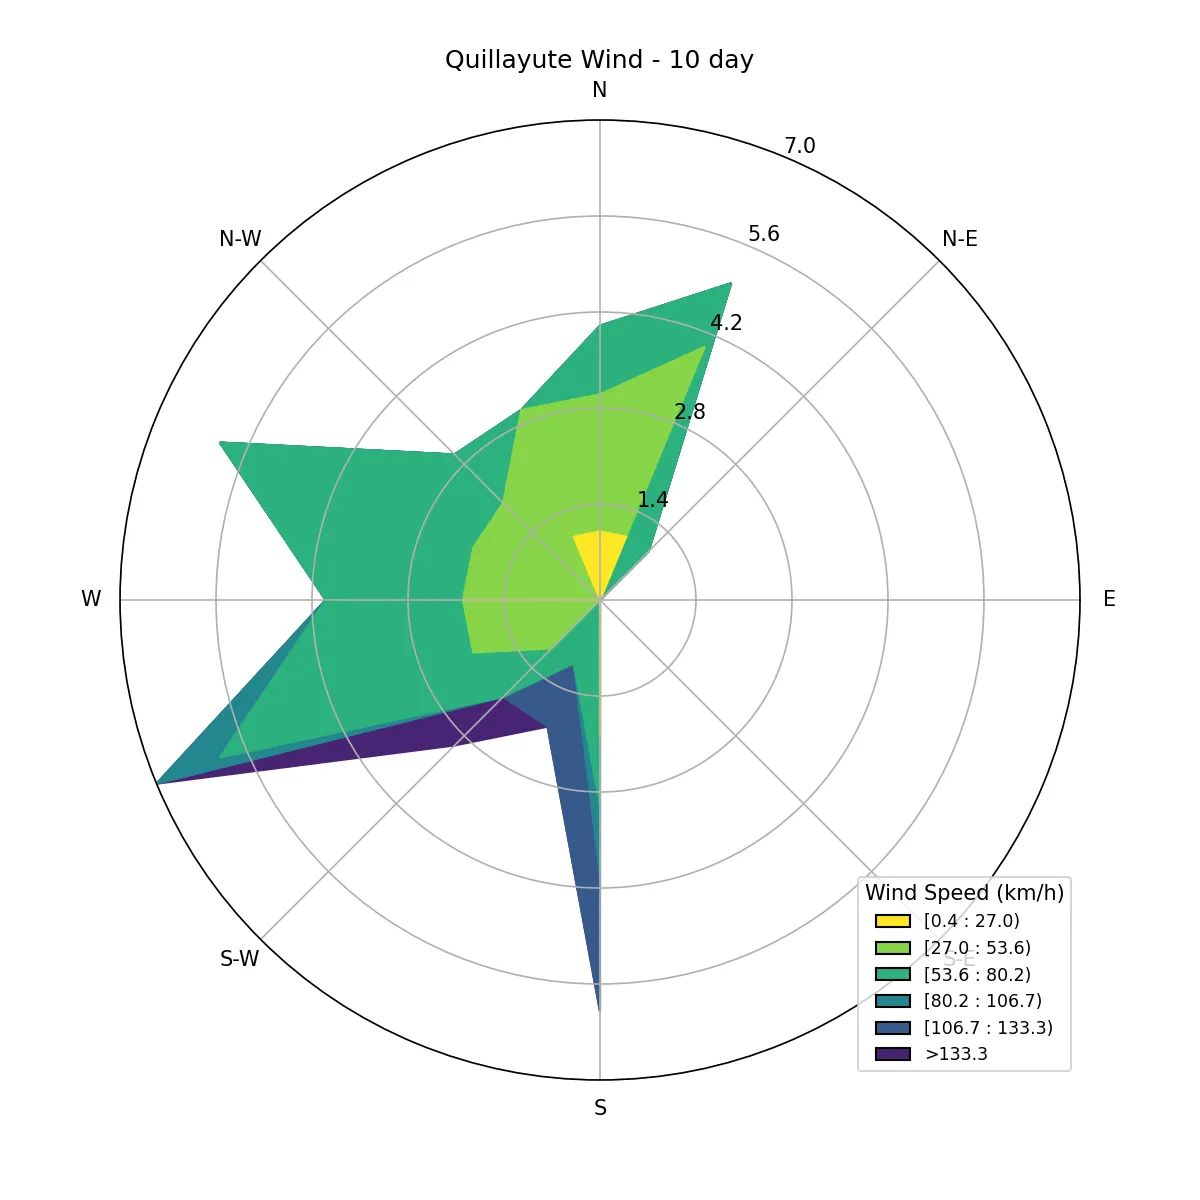 Quillayute Wind - 10 day
N
7.0
N-W
5.6
N-E
4.2
2.8
1.4
W
E
Wind Speed (km/h)
[0.4 : 27.0)
[27.0 : 53.6)
S-W
S-E
[53.6 : 80.2)
[80.2 : 106.7)
[106.7 : 133.3)
>133.3
S